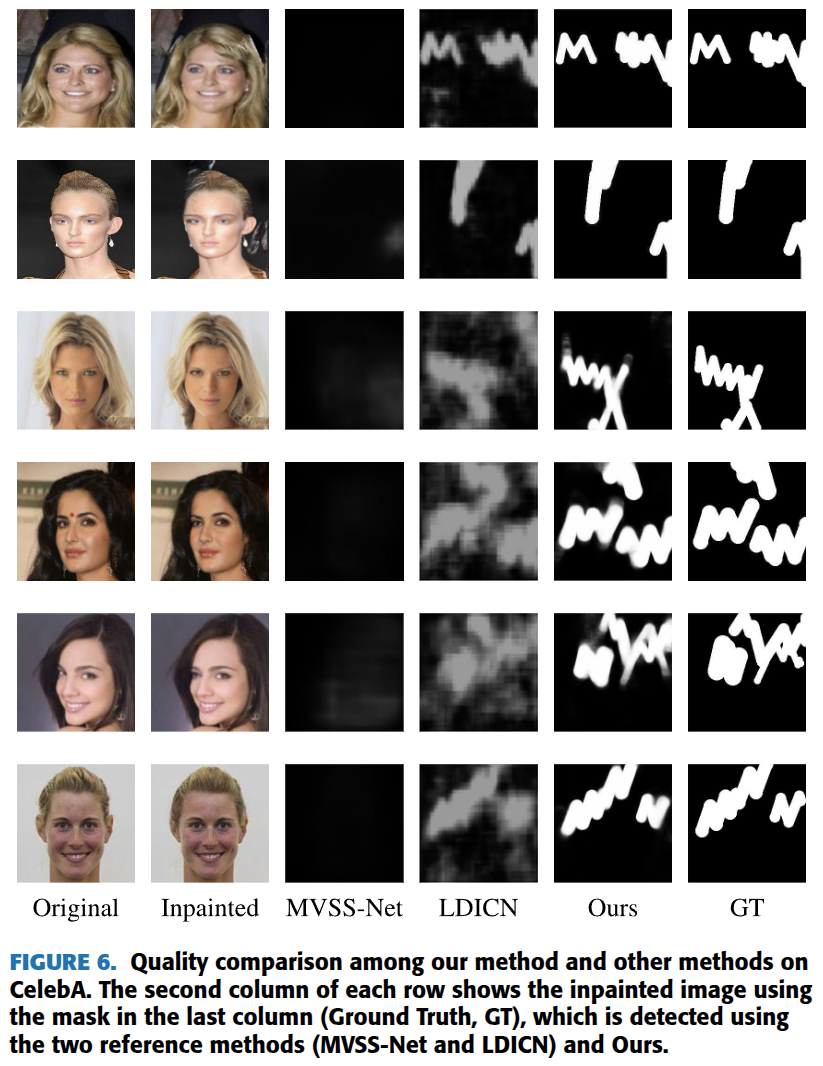 Original Inpainted MVSS-Net LDICN Ours GT
FIGURE 6. Quality comparison among our method and other methods on
CelebA. The second column of each row shows the inpainted image using
the mask in the last column (Ground Truth, GT), which is detected using
the two reference methods (MVSS-Net and LDICN) and Ours.